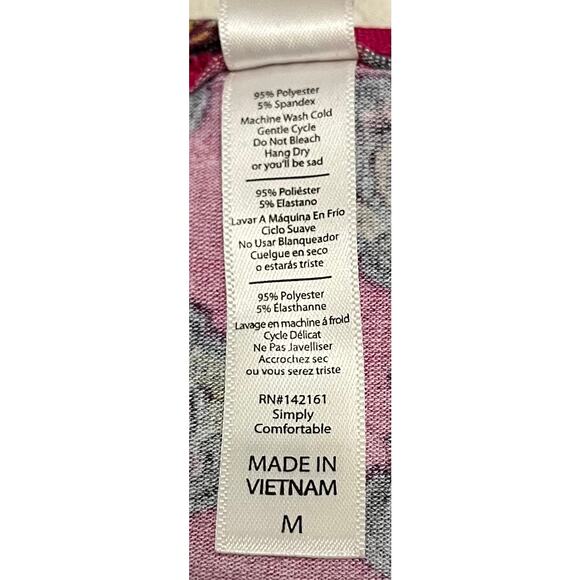 95% Polyester
5% Spandex
Machine Wash Cold
Gentle Cycle
Do Not Bleach
Hang Dry
or you'll be sad
95% Poliéster
5% Elastano
Lavar A Máquina En Frio
Ciclo Suave
No Usar Blanqueador
Cuelgue en seco
o estarás triste
95% Polyester
5% Élasthanne
Lavage en machine á froid
Cycle Délicat
Ne Pas Javelliser
Accrochez sec
ou vous serez triste
RN#142161
Simply
Comfortable
MADE IN
VIETNAM
M